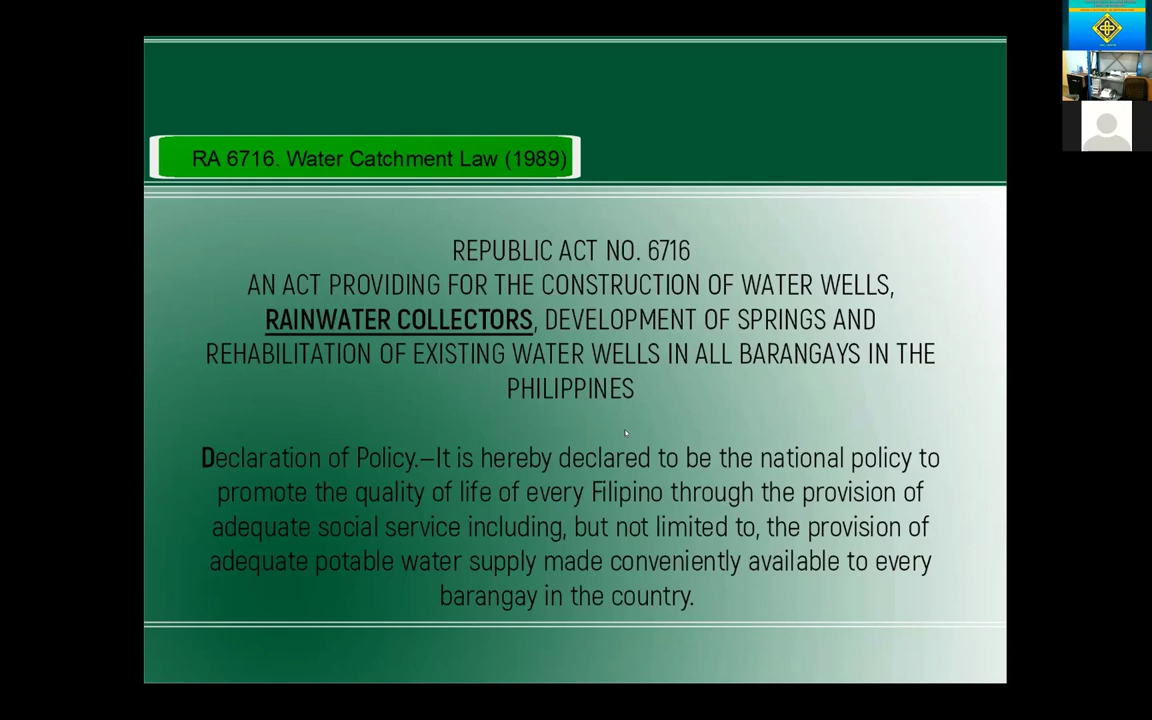 RA 6716. Water Catchment Law (1989)
REPUBLIC ACT NO. 6716
AN ACT PROVIDING FOR THE CONSTRUCTION OF WATER WELLS,
RAINWATER COLLECTORS, DEVELOPMENT OF SPRINGS AND
REHABILITATION OF EXISTING WATER WELLS IN ALL BARANGAYS IN THE
PHILIPPINES
Declaration of Policy.—It is hereby declared to be the national policy to
promote the quality of life of every Filipino through the provision of
adequate social service including, but not limited to, the provision of
adequate potable water supply made conveniently available to every
barangay in the country.